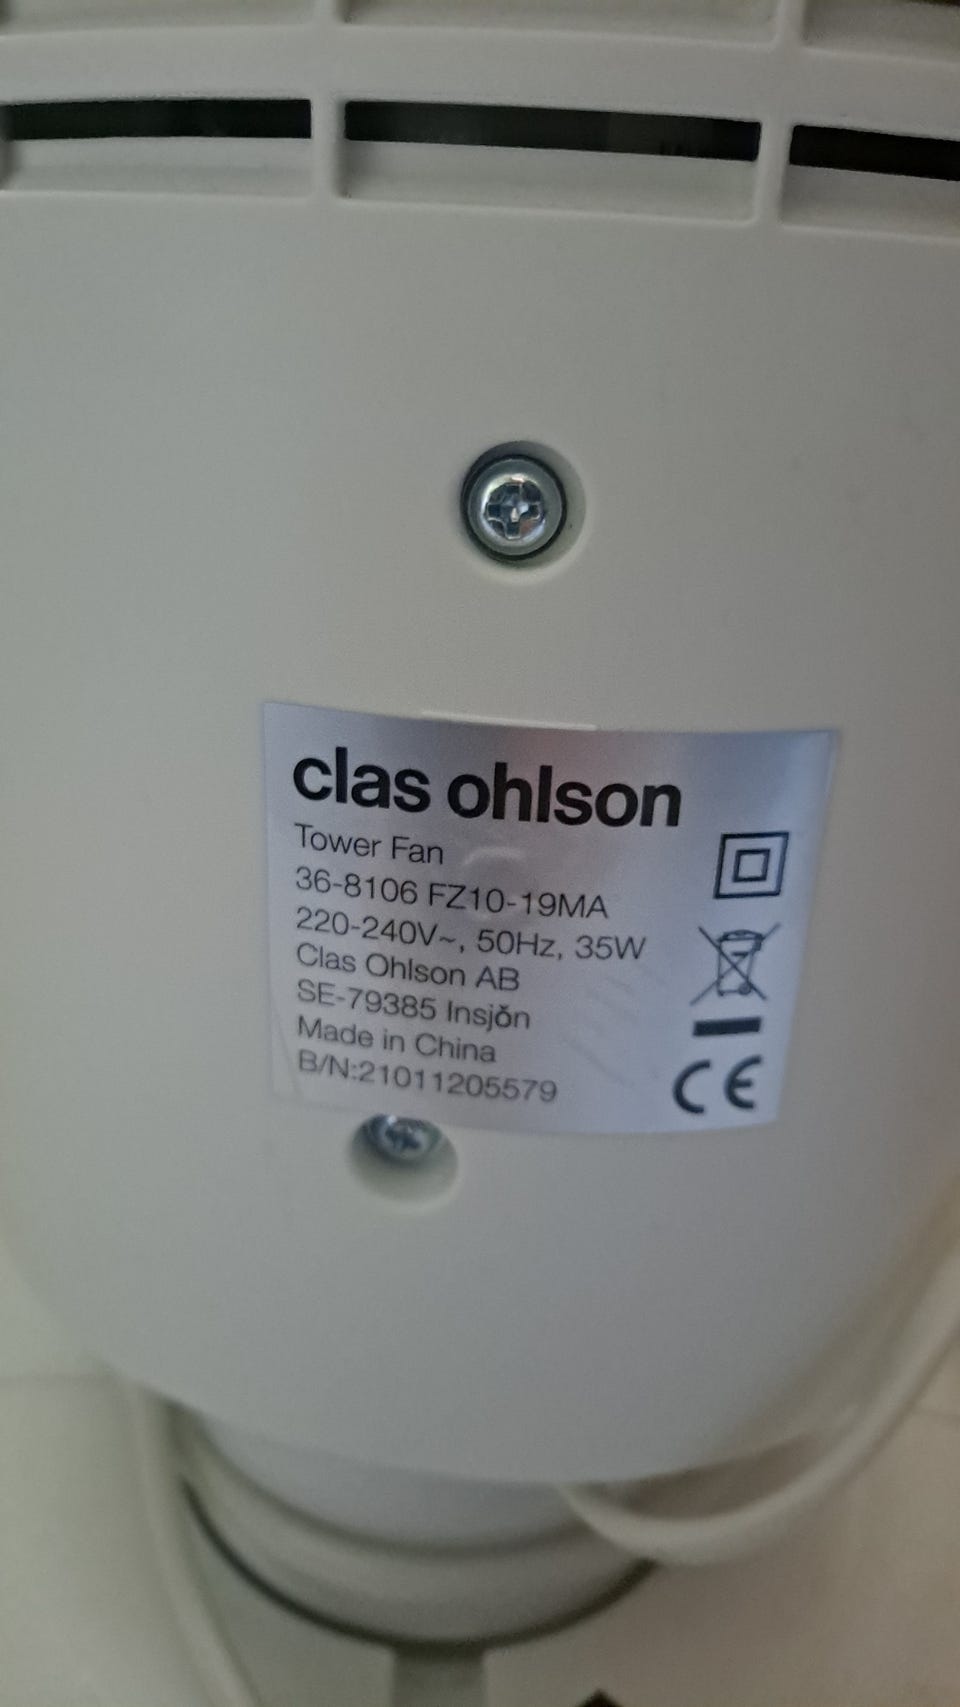 clas ohlson
Tower Fan
36-8106 FZ10-19MA
220-240V~, 50Hz, 35W
Clas Ohlson AB
SE-79385 Insjǒn
Made in China
B/N:21011205579
CE